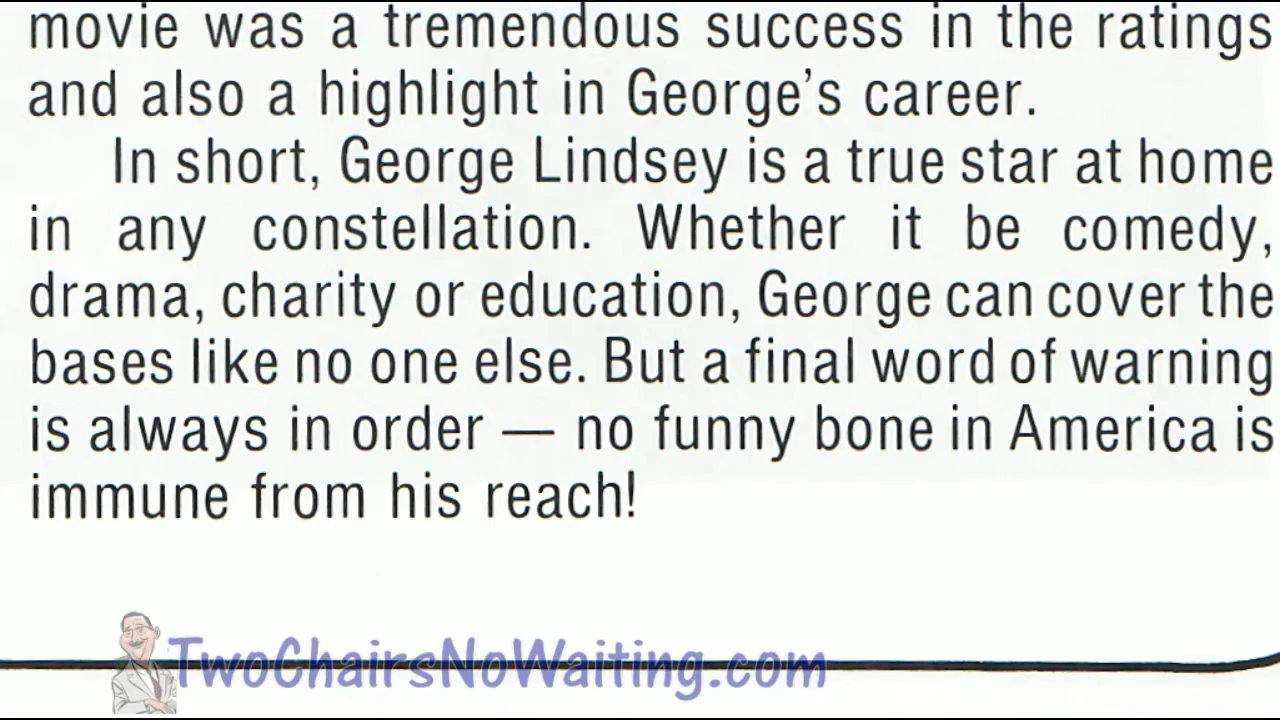 movie was a tremendous success in the ratings
and also a highlight in George's career.
In short, George Lindsey is a true star at home
in any constellation. Whether it be comedy,
drama, charity or education, George can cover the
bases like no one else. But a final word of warning
is always in order — no funny bone in America is
immune from his reach!
TwoChairsNoWaiting.com